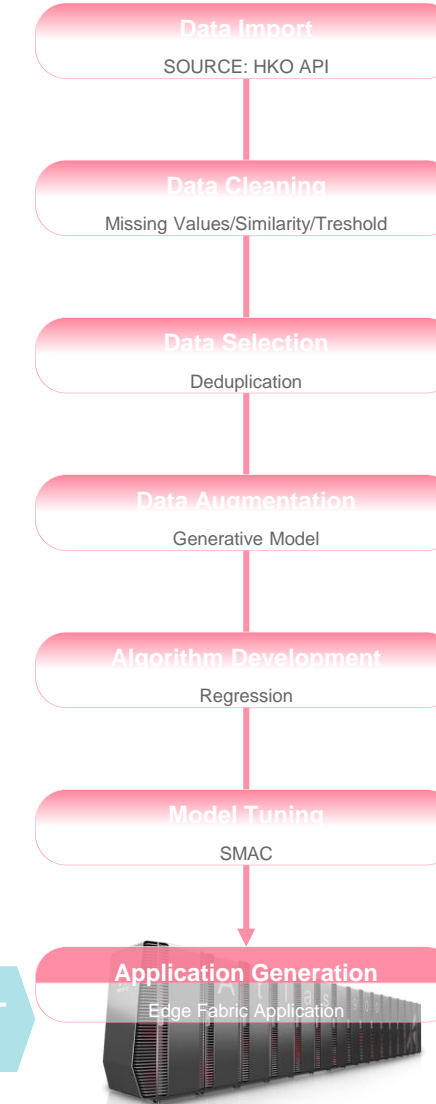 Data Import
SOURCE: HKO API
Data Cleaning
Missing Values/Similarity/Treshold
Data Selection
Deduplication
Data Augmentation
Generative Model
Algorithm Development
Regression
Model Tuning
SMAC
Application Generation
Edge Fabric Application